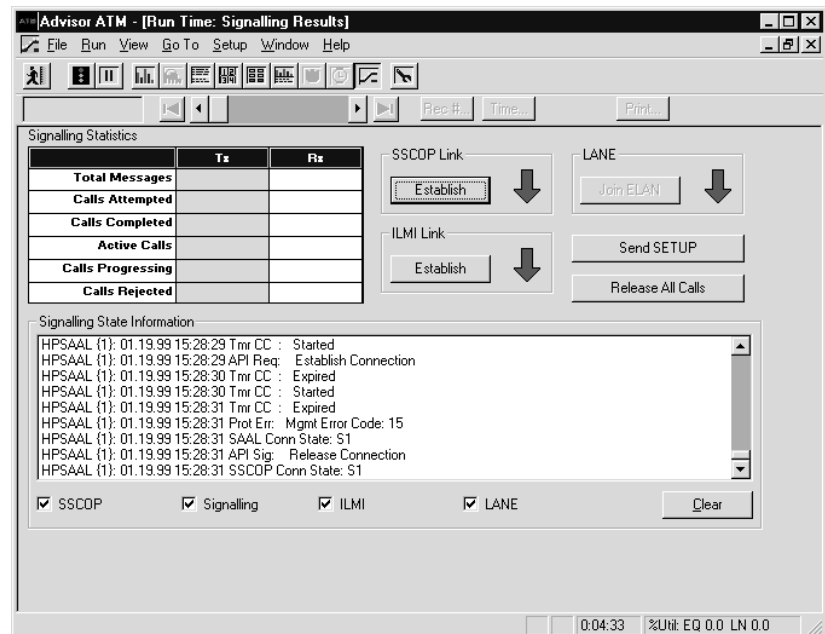 ATM Advisor ATM - [Run Time: Signalling Results]
File Run View Go To Setup Window Help
Rec #... Time... Print...
Signalling Statistics
Tx Rx
Total Messages
Calls Attempted
Calls Completed
Active Calls
Calls Progressing
Calls Rejected
SSCOP Link
Establish
ILMI Link
Establish
LANE
Join ELAN
Send SETUP
Release All Calls
Signalling State Information
HPSAAL {1}: 01.19.99 15:28:29 Tmr CC : Started
HPSAAL {1}: 01.19.99 15:28:29 API Req: Establish Connection
HPSAAL {1}: 01.19.99 15:28:30 Tmr CC : Expired
HPSAAL {1}: 01.19.99 15:28:30 Tmr CC : Started
HPSAAL {1}: 01.19.99 15:28:31 Tmr CC : Expired
HPSAAL {1}: 01.19.99 15:28:31 Prot Err: Mgmt Error Code: 15
HPSAAL {1}: 01.19.99 15:28:31 SAAL Conn State: S1
HPSAAL {1}: 01.19.99 15:28:31 API Sig: Release Connection
HPSAAL {1}: 01.19.99 15:28:31 SSCOP Conn State: S1
SSCOP Signalling ILMI LANE Clear
0:04:33 %Util: EQ 0.0 LN 0.0